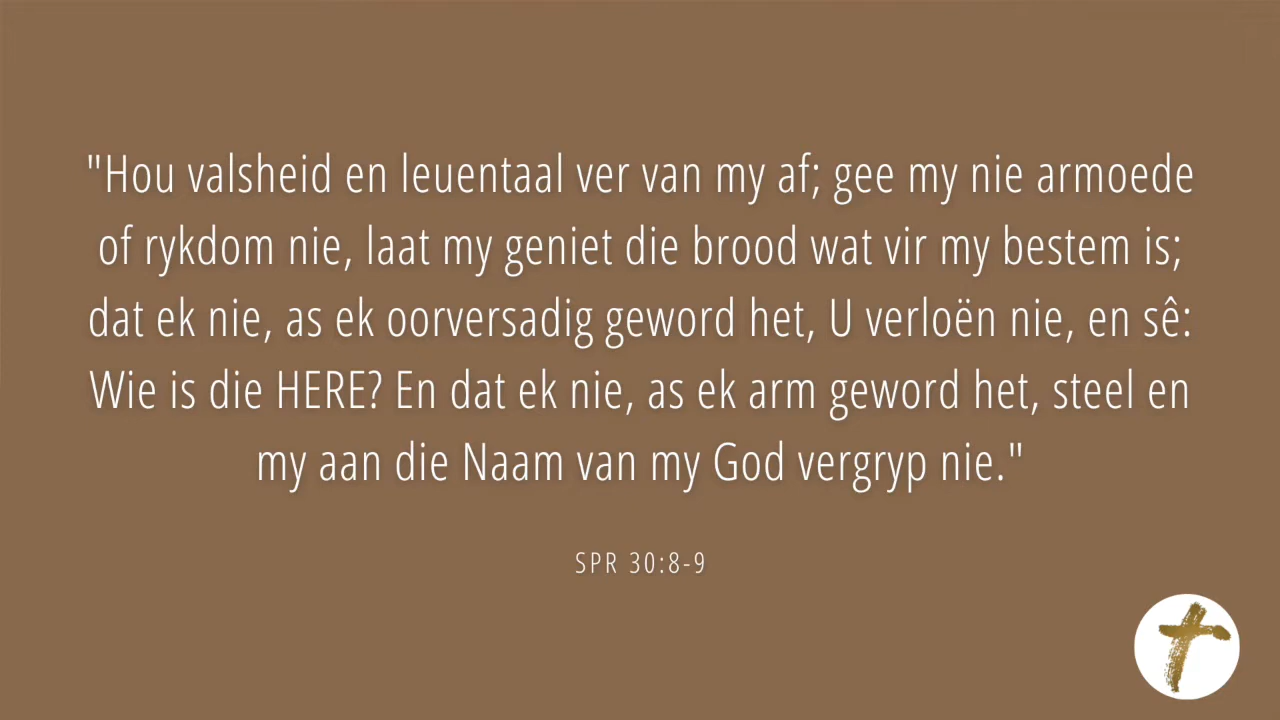 "Hou valsheid en leuentaal ver van my af; gee my nie armoede
of rykdom nie, laat my geniet die brood wat vir my bestem is;
dat ek nie, as ek oorversadig geword het, U verloën nie, en sê:
Wie is die HERE? En dat ek nie, as ek arm geword het, steel en
my aan die Naam van my God vergryp nie."
SPR 30:8-9